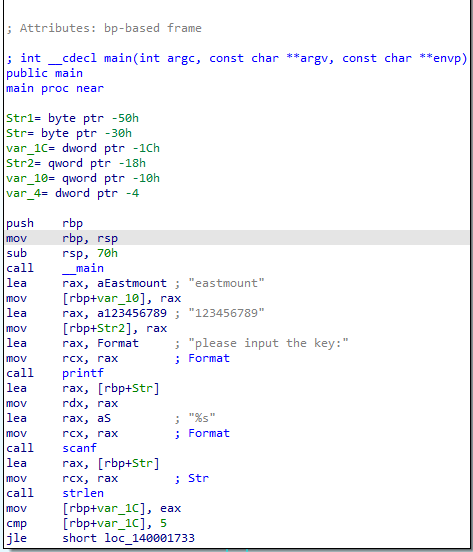 ; Attributes: bp-based frame
; int __cdecl main(int argc, const char **argv, const char **envp)
public main
main proc near
Str1= byte ptr -50h
Str= byte ptr -30h
var_1C= dword ptr -1Ch
Str2= qword ptr -18h
var_10= qword ptr -10h
var_4= dword ptr -4
push rbp
mov rbp, rsp
sub rsp, 70h
call __main
lea rax, aEastmount ; "eastmount"
mov [rbp+var_10], rax
lea rax, a123456789 ; "123456789"
mov [rbp+Str2], rax
lea rax, Format ; "please input the key:"
mov rcx, rax ; Format
call printf
lea rax, [rbp+Str]
mov rdx, rax
lea rax, aS ; "%s"
mov rcx, rax ; Format
call scanf
lea rax, [rbp+Str]
mov rcx, rax ; Str
call strlen
mov [rbp+var_1C], eax
cmp [rbp+var_1C], 5
jle short loc_140001733